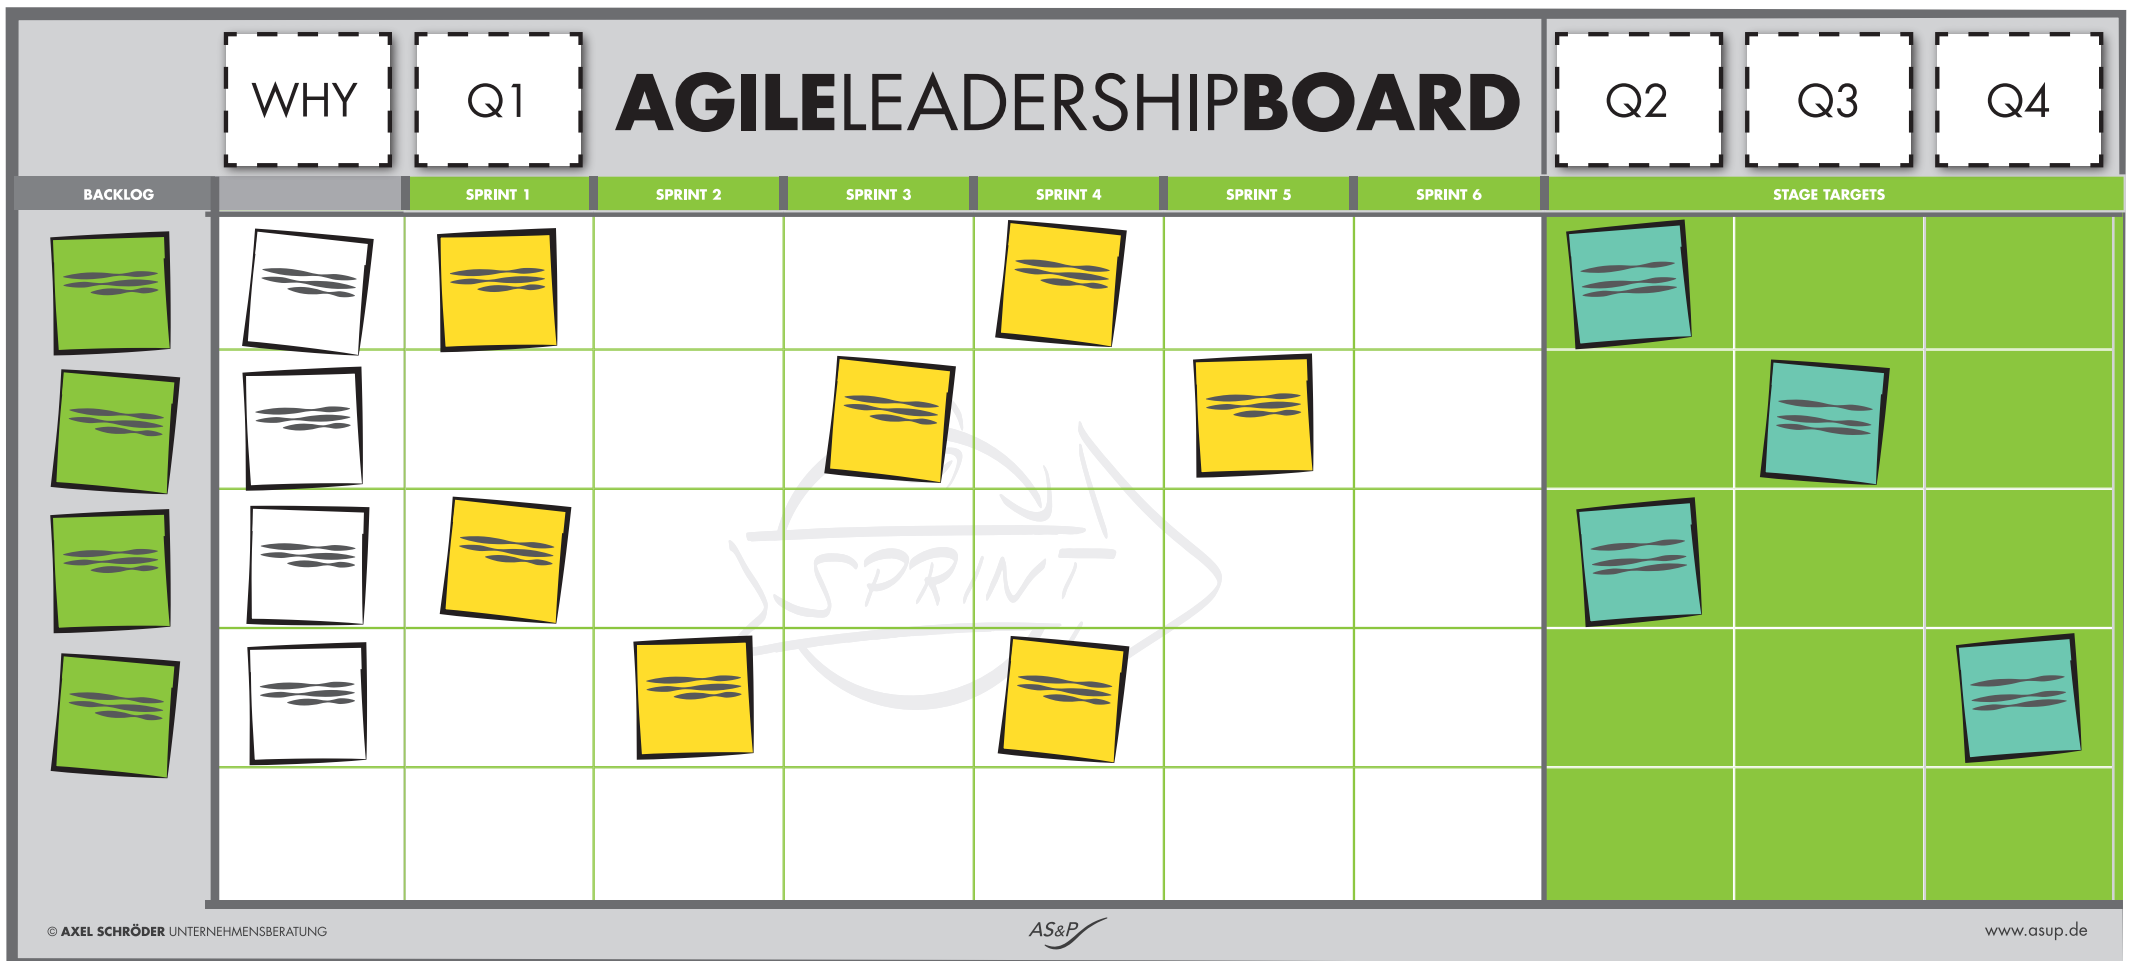 WHY
Q1
AGILELEADERSHIPBOARD
Q2
Q3
Q4
BACKLOG
SPRINT 1
SPRINT 2
SPRINT 3
SPRINT 4
SPRINT 5
SPRINT 6
STAGE TARGETS
SPRINT
© AXEL SCHRÖDER UNTERNEHMENSBERATUNG
AS&P
www.asup.de